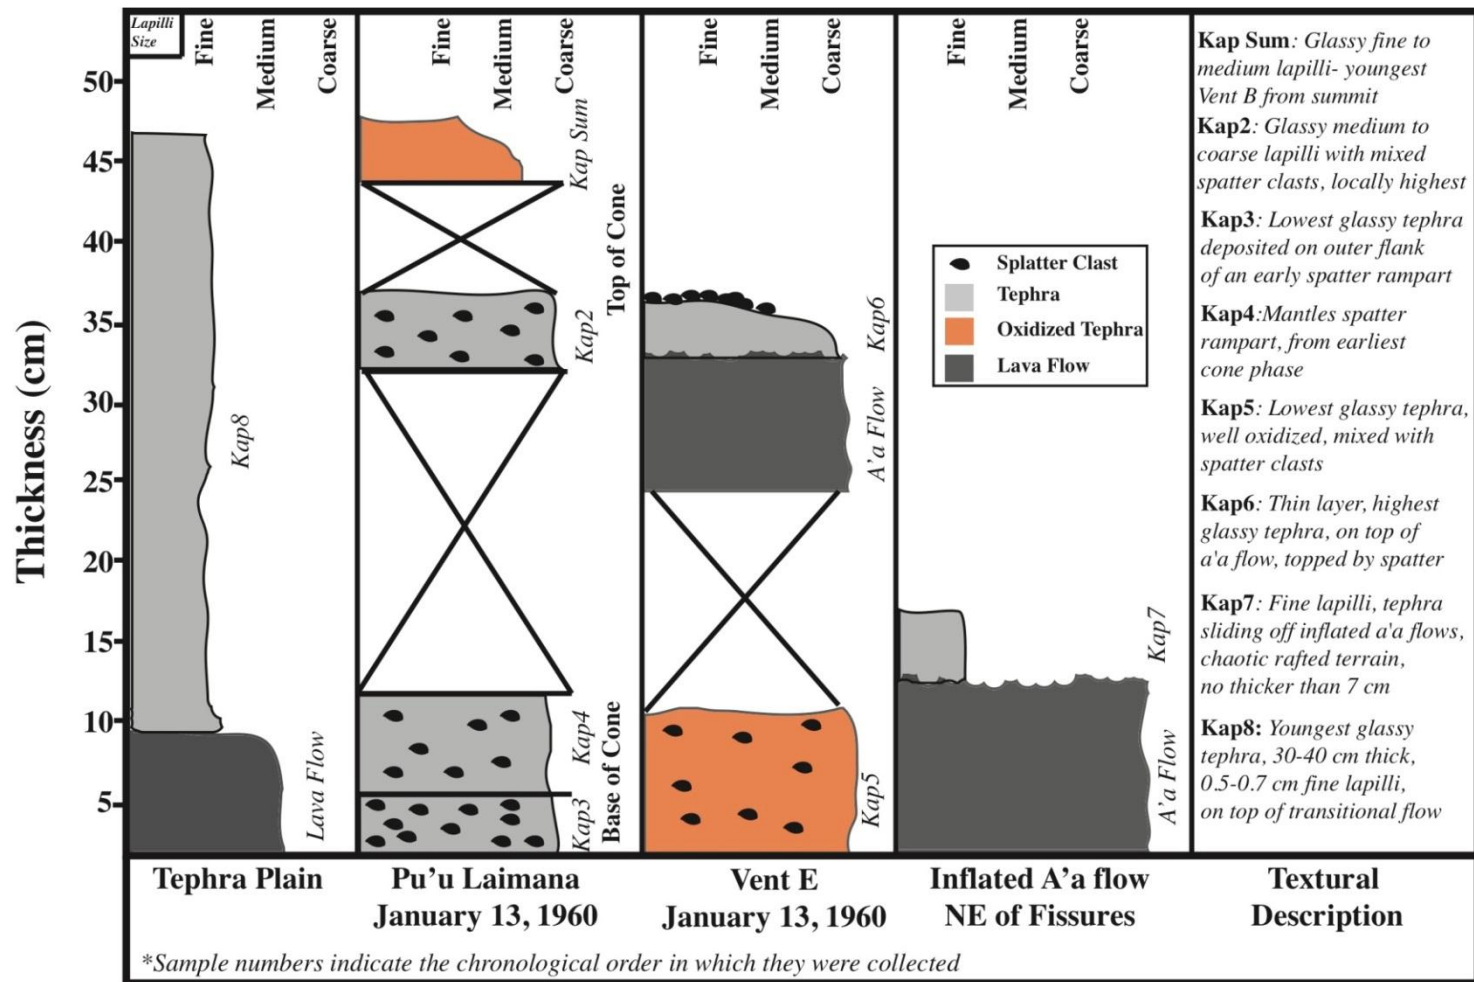 Lapilli
Size
Fine
Medium
Coarse
Fine
Medium
Coarse
Fine
Medium
Coarse
Fine
Medium
Coarse
Thickness (cm)
50
45
40
35
30
25
20
15
10
5
Kap8
Lava Flow
Kap Sum
Kap2
Kap4
Kap3
Top of Cone
Base of Cone
Kap6
A'a Flow
Kap5
Kap7
A'a Flow
Splatter Clast
Tephra
Oxidized Tephra
Lava Flow
Kap Sum: Glassy fine to
medium lapilli- youngest
Vent B from summit
Kap2: Glassy medium to
coarse lapilli with mixed
spatter clasts, locally highest
Kap3: Lowest glassy tephra
deposited on outer flank
of an early spatter rampart
Kap4:Mantles spatter
rampart, from earliest
cone phase
Kap5: Lowest glassy tephra,
well oxidized, mixed with
spatter clasts
Kap6: Thin layer, highest
glassy tephra, on top of
a'a flow, topped by spatter
Kap7: Fine lapilli, tephra
sliding off inflated a'a flows,
chaotic rafted terrain,
no thicker than 7 cm
Kap8: Youngest glassy
tephra, 30-40 cm thick,
0.5-0.7 cm fine lapilli,
on top of transitional flow
Tephra Plain
Pu'u Laimana
January 13, 1960
Vent E
January 13, 1960
Inflated A'a flow
NE of Fissures
Textural
Description
*Sample numbers indicate the chronological order in which they were collected